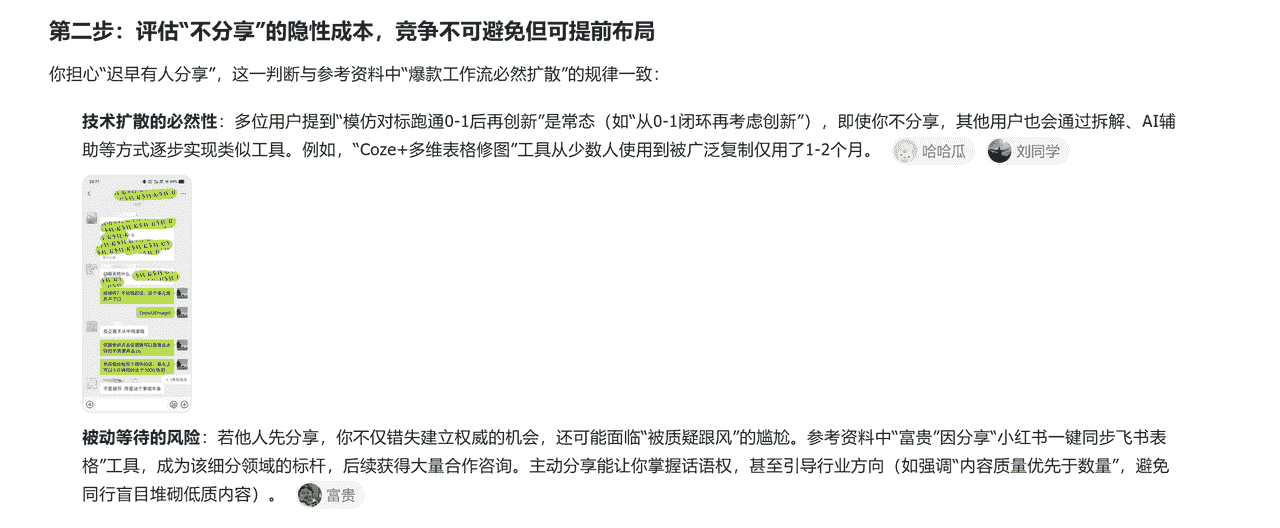 第二步：评估“不分享”的隐性成本，竞争不可避免但可提前布局
你担心“迟早有人分享”，这一判断与参考资料中“爆款工作流必然扩散”的规律一致：
技术扩散的必然性：多位用户提到“模仿对标跑通0-1后再创新”是常态（如“从0-1闭环再考虑创新”），即使你不分享，其他用户也会通过拆解、AI辅
助等方式逐步实现类似工具。例如，“Coze+多维表格修图”工具从少数人使用到被广泛复制仅用了1-2个月。 哈哈瓜 刘同学
被动等待的风险：若他人先分享，你不仅错失建立权威的机会，还可能面临“被质疑跟风”的尴尬。参考资料中“富贵”因分享“小红书一键同步飞书表
格”工具，成为该细分领域的标杆，后续获得大量合作咨询。主动分享能让你掌握话语权，甚至引导行业方向（如强调“内容质量优先于数量”，避免
同行盲目堆砌低质内容）。 富贵